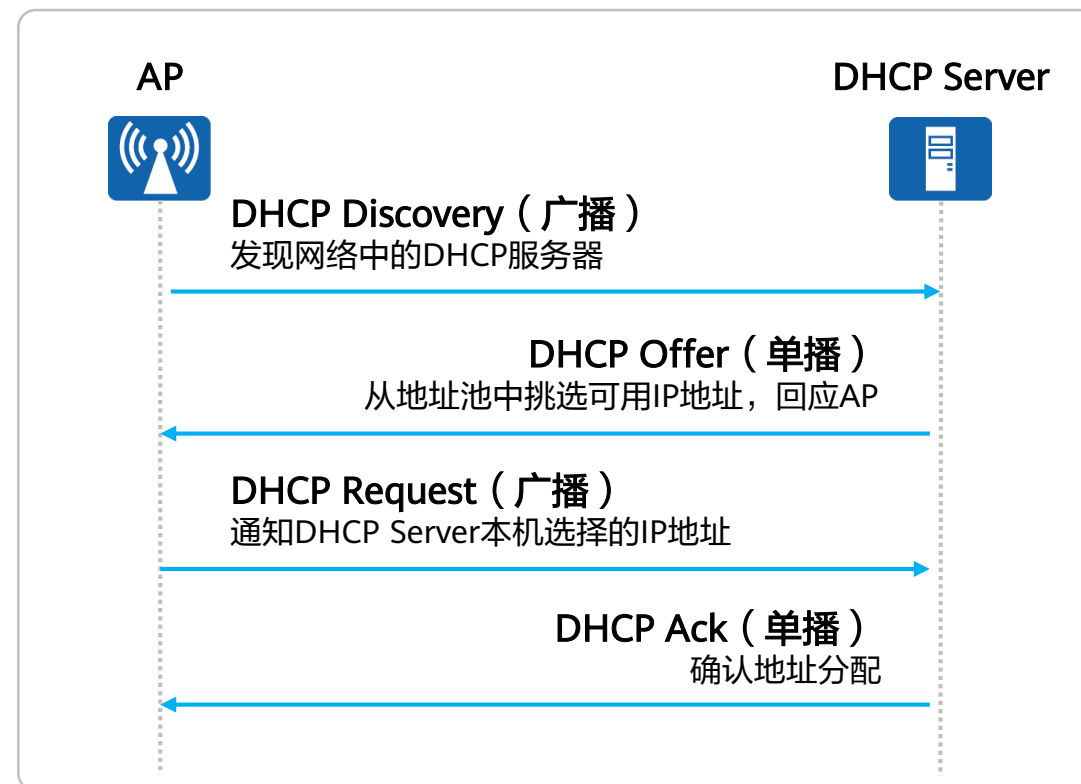 AP
DHCP Server
DHCP Discovery（广播）
发现网络中的DHCP服务器
DHCP Offer（单播）
从地址池中挑选可用IP地址，回应AP
DHCP Request（广播）
通知DHCP Server本机选择的IP地址
DHCP Ack（单播）
确认地址分配